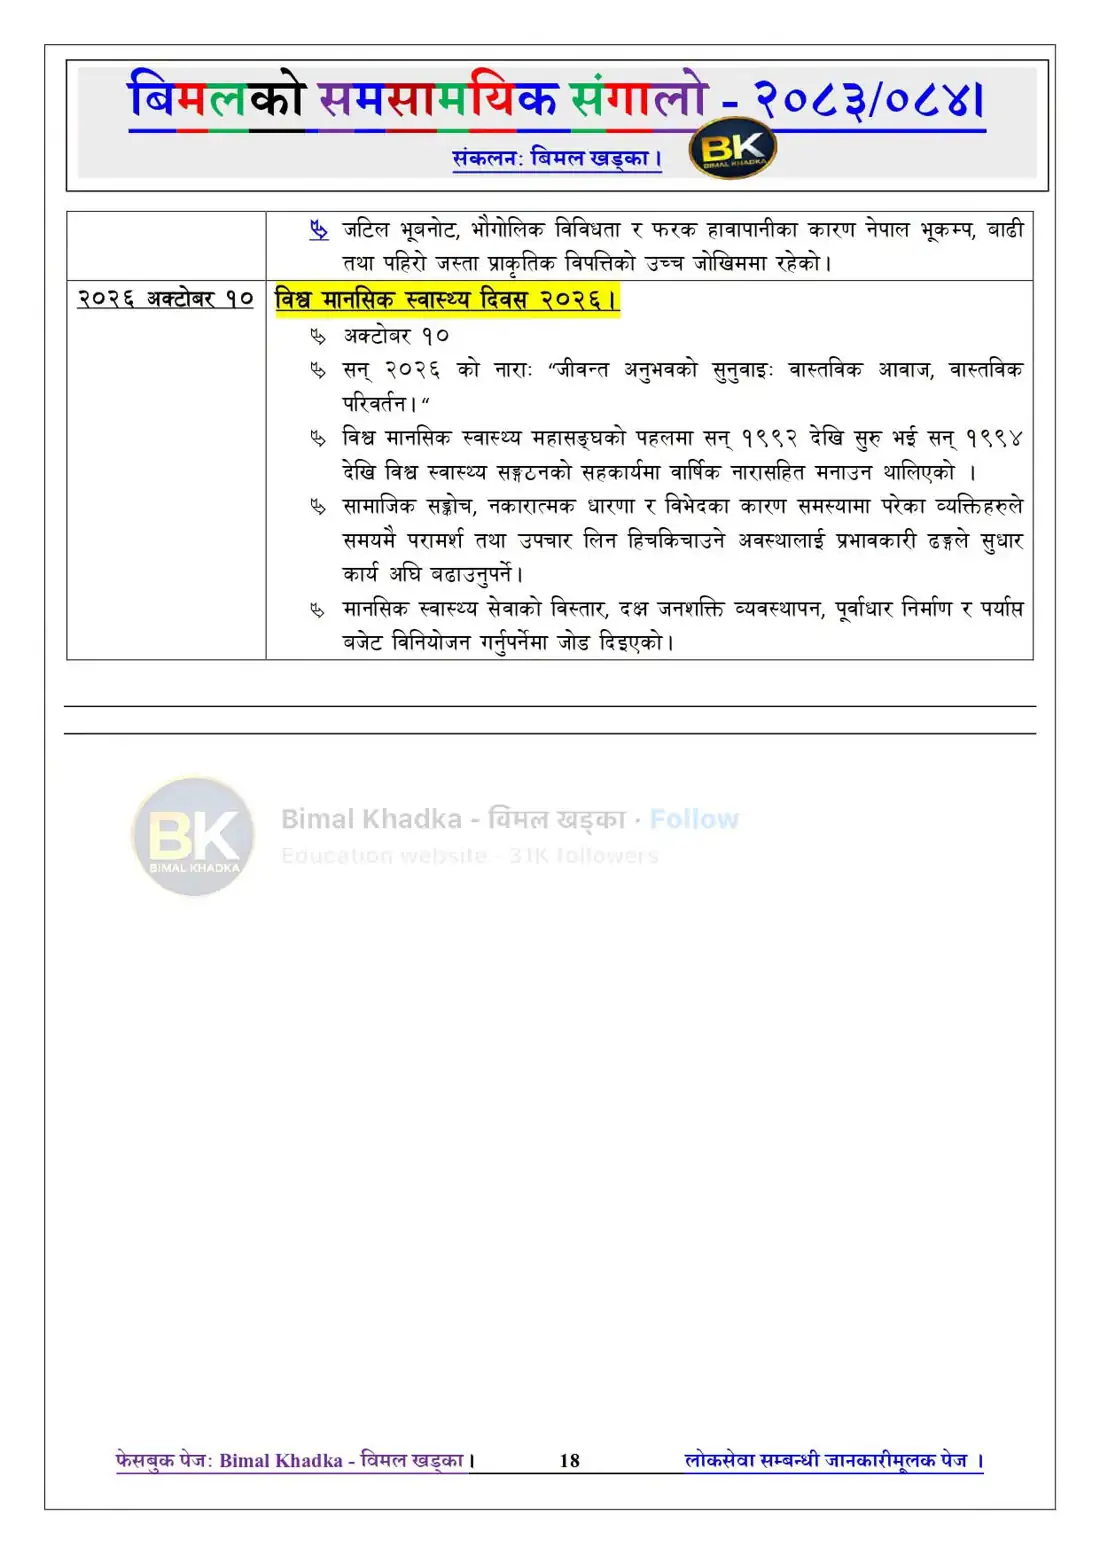 बिमलको समसामयिक संगालो - २०८३/०८४।
संकलन: बिमल खड्का।
BK
BIMAL KHADKA
जटिल भूबनोट, भौगोलिक विविधता र फरक हावापानीका कारण नेपाल भूकम्प, बाढी
तथा पहिरो जस्ता प्राकृतिक विपत्तिको उच्च जोखिममा रहेको।
२०२६ अक्टोबर १० विश्व मानसिक स्वास्थ्य दिवस २०२६।
अक्टोबर १०
सन् २०२६ को नाराः “जीवन्त अनुभवको सुनुवाइः वास्तविक आवाज, वास्तविक
परिवर्तन।“
विश्व मानसिक स्वास्थ्य महासङ्घको पहलमा सन् १९९२ देखि सुरु भई सन् १९९४
देखि विश्व स्वास्थ्य सङ्गठनको सहकार्यमा वार्षिक नारासहित मनाउन थालिएको ।
सामाजिक सङ्कोच, नकारात्मक धारणा र विभेदका कारण समस्यामा परेका व्यक्तिहरुले
समयमै परामर्श तथा उपचार लिन हिचकिचाउने अवस्थालाई प्रभावकारी ढङ्गले सुधार
कार्य अघि बढाउनुपर्ने।
मानसिक स्वास्थ्य सेवाको विस्तार, दक्ष जनशक्ति व्यवस्थापन, पूर्वाधार निर्माण र पर्याप्त
बजेट विनियोजन गर्नुपर्नेमा जोड दिइएको।
BK
BIMAL KHADKA
Bimal Khadka - विमल खड्का · Follow
Education website · 31K followers
फेसबुक पेज: Bimal Khadka - विमल खड्का। 18 लोकसेवा सम्बन्धी जानकारीमूलक पेज ।